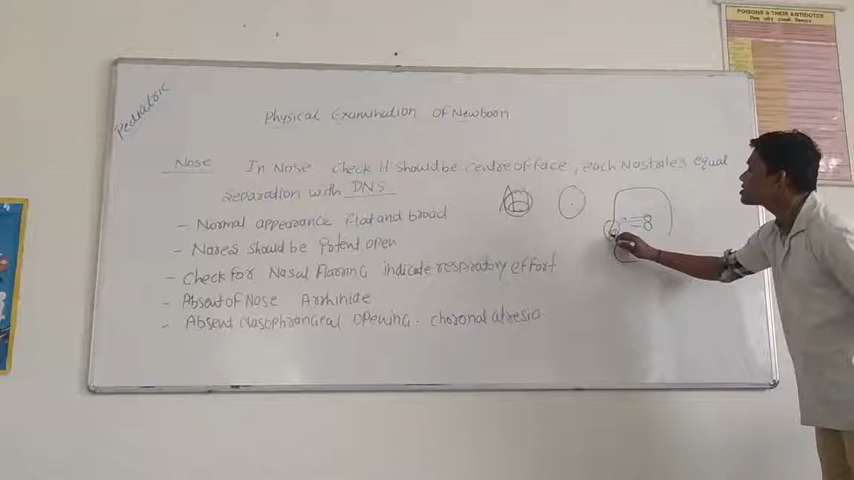 POISONS & THEIR ANTIDOTES
Pediatric
Physical Examination Of Newborn
Nose In Nose check it should be centre of face, each Nostrales equal
Separation with DNS
- Normal appearance flat and broad
- Nares should be Potent open
- Check for Nasal Flaring indicate respiratory effort
- Absent of Nose Arrhinide
- Absent Nasophrangeal Opening. choronal atresia